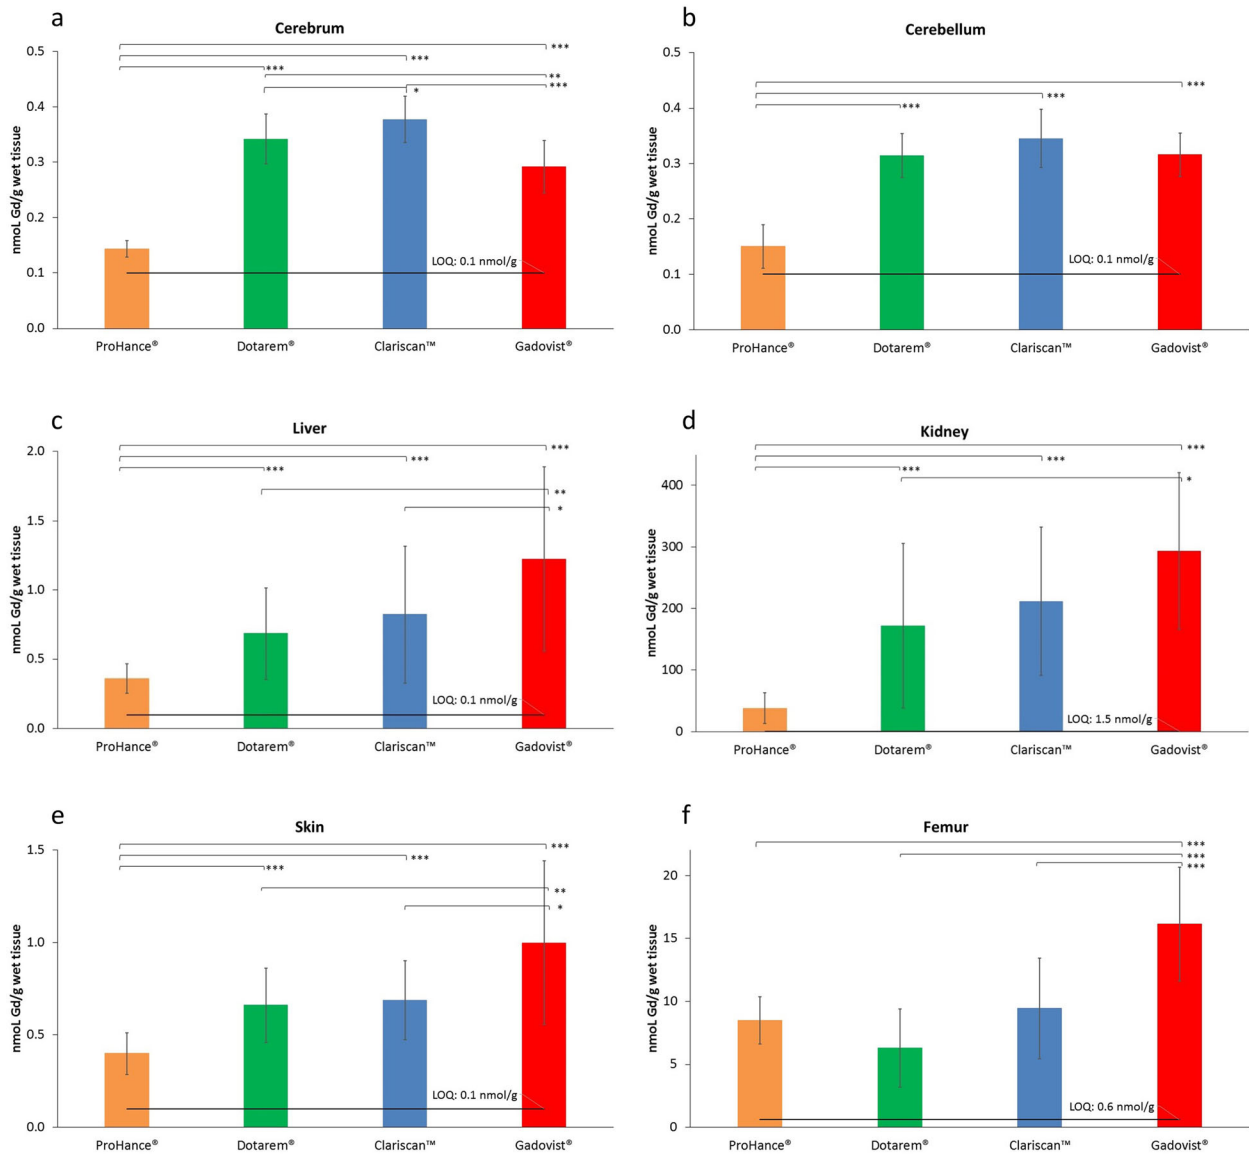 a
Cerebrum
nmoL Gd/g wet tissue
0.5
0.4
0.3
0.2
0.1
0.0
***
***
***
**
***
*
LOQ: 0.1 nmol/g
ProHance® Dotarem® Clariscan™ Gadovist®
b
Cerebellum
nmoL Gd/g wet tissue
0.5
0.4
0.3
0.2
0.1
0.0
***
***
***
LOQ: 0.1 nmol/g
ProHance® Dotarem® Clariscan™ Gadovist®
c
Liver
nmoL Gd/g wet tissue
2.0
1.5
1.0
0.5
0.0
***
***
***
**
*
LOQ: 0.1 nmol/g
ProHance® Dotarem® Clariscan™ Gadovist®
d
Kidney
nmoL Gd/g wet tissue
400
300
200
100
0
***
***
***
*
LOQ: 1.5 nmol/g
ProHance® Dotarem® Clariscan™ Gadovist®
e
Skin
nmoL Gd/g wet tissue
1.5
1.0
0.5
0.0
***
***
***
**
*
LOQ: 0.1 nmol/g
ProHance® Dotarem® Clariscan™ Gadovist®
f
Femur
nmoL Gd/g wet tissue
20
15
10
5
0
***
***
***
LOQ: 0.6 nmol/g
ProHance® Dotarem® Clariscan™ Gadovist®